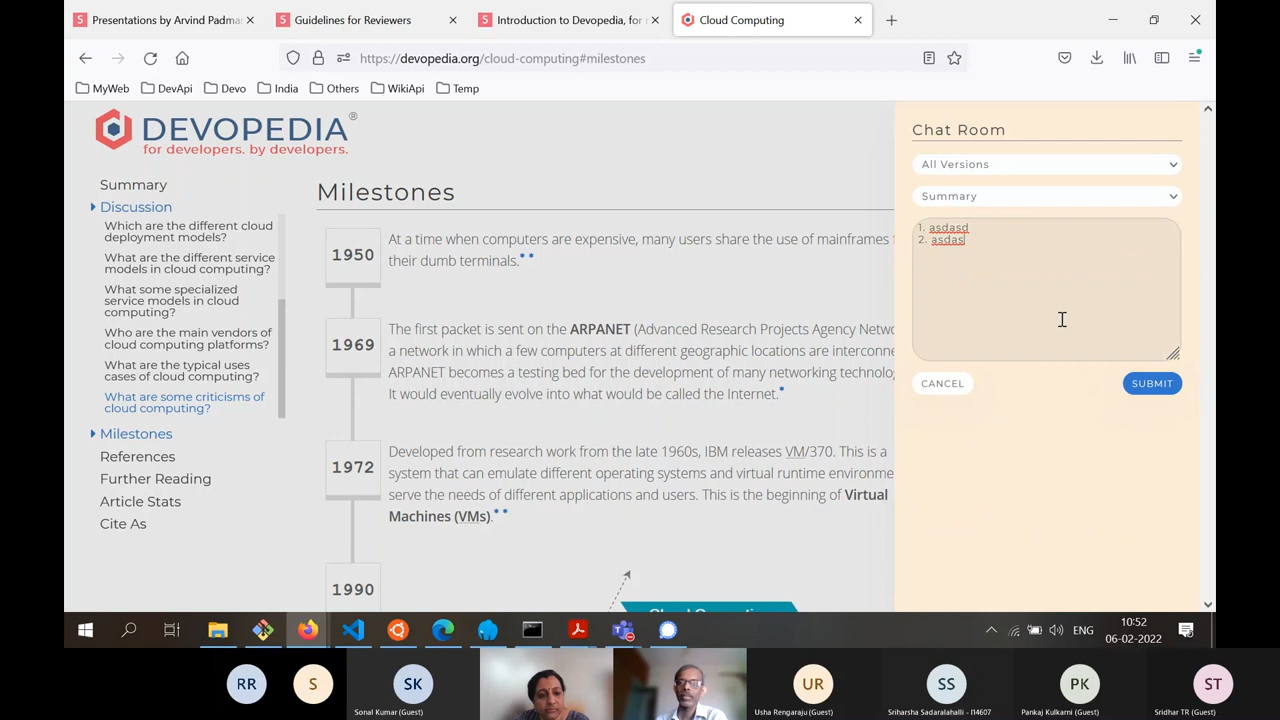 Presentations by Arvind Padmar
Guidelines for Reviewers
Introduction to Devopedia, for
Cloud Computing
https://devopedia.org/cloud-computing#milestones
MyWeb
DevApi
Devo
India
Others
WikiApi
Temp
DEVOPEDIA®
for developers. by developers.
Summary
Discussion
Which are the different cloud
deployment models?
What are the different service
models in cloud computing?
What some specialized
service models in cloud
computing?
Who are the main vendors of
cloud computing platforms?
What are the typical uses
cases of cloud computing?
What are some criticisms of
cloud computing?
Milestones
References
Further Reading
Article Stats
Cite As
Milestones
1950
At a time when computers are expensive, many users share the use of mainframes
their dumb terminals.
1969
The first packet is sent on the ARPANET (Advanced Research Projects Agency Netw
a network in which a few computers at different geographic locations are interconne
ARPANET becomes a testing bed for the development of many networking technolog
It would eventually evolve into what would be called the Internet.
1972
Developed from research work from the late 1960s, IBM releases VM/370. This is a
system that can emulate different operating systems and virtual runtime environme
serve the needs of different applications and users. This is the beginning of Virtual
Machines (VMs).
1990
Chat Room
All Versions
Summary
1. asdasd
2. asdas
CANCEL
SUBMIT
ENG
10:52
06-02-2022
RR
S
SK
Sonal Kumar (Guest)
UR
Usha Rengaraju (Guest)
SS
Sriharsha Sadaralahalli - I14607
PK
Pankaj Kulkarni (Guest)
ST
Sridhar TR (Guest)